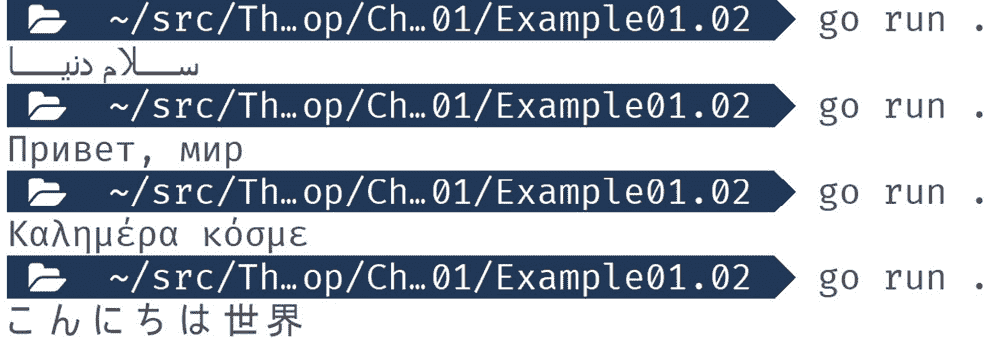 ~/src/Th…op/Ch…01/Example01.02 go run .
سلام دنیا
~/src/Th…op/Ch…01/Example01.02 go run .
Привет, мир
~/src/Th…op/Ch…01/Example01.02 go run .
Καλημέρα κόσμε
~/src/Th…op/Ch…01/Example01.02 go run .
こんにちは世界